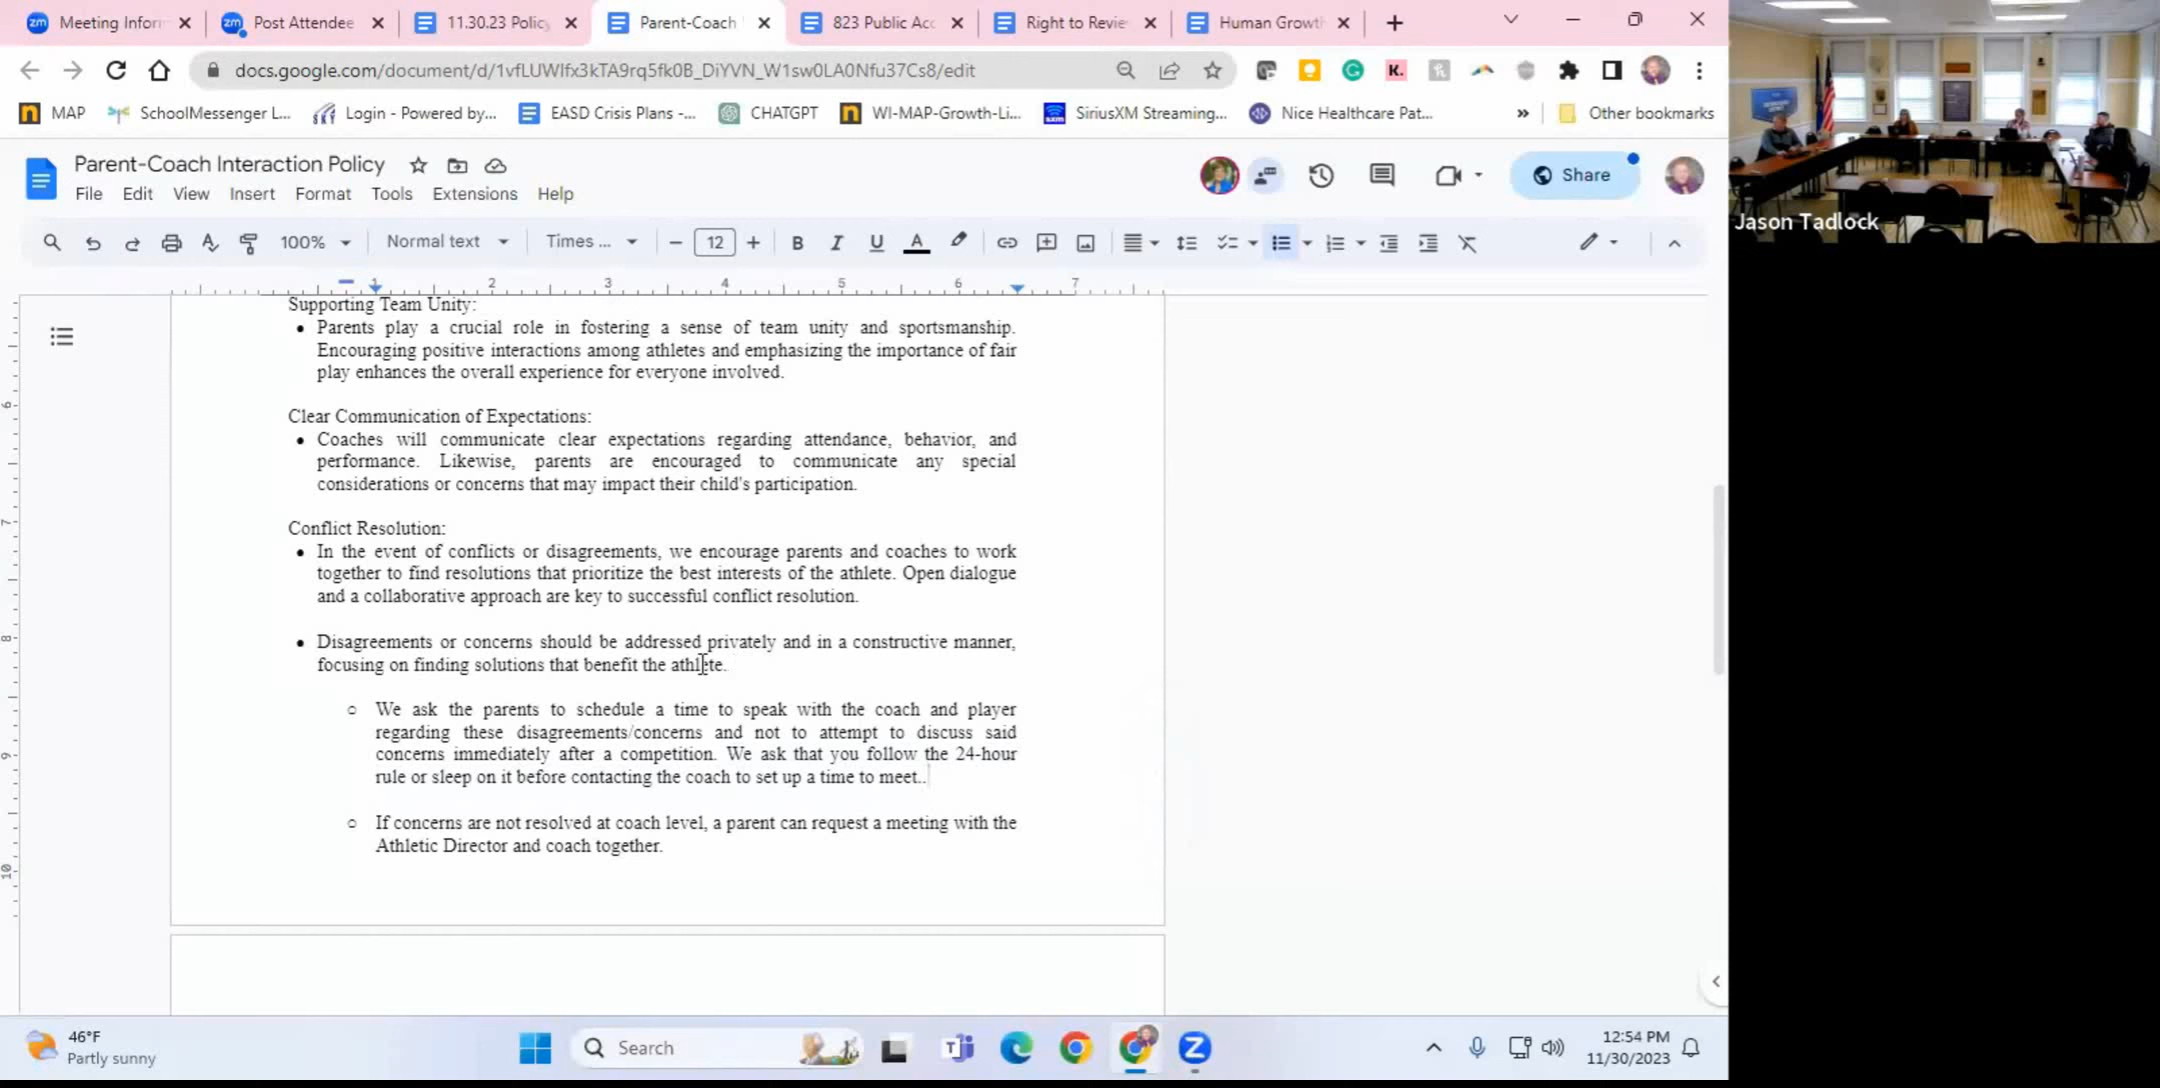 Meeting Inform
Post Attendee
11.30.23 Policy
Parent-Coach
823 Public Acc
Right to Revie
Human Growth
docs.google.com/document/d/1vfLUWlfx3kTA9rq5fk0B_DiYVN_W1sw0LA0Nfu37Cs8/edit
MAP
SchoolMessenger L...
Login - Powered by...
EASD Crisis Plans -...
CHATGPT
WI-MAP-Growth-Li...
SiriusXM Streaming...
Nice Healthcare Pat...
»
Other bookmarks
Parent-Coach Interaction Policy
File Edit View Insert Format Tools Extensions Help
Share
100% Normal text Times ... 12 B I U A
1 2 3 4 5 6 7
Supporting Team Unity:
• Parents play a crucial role in fostering a sense of team unity and sportsmanship.
Encouraging positive interactions among athletes and emphasizing the importance of fair
play enhances the overall experience for everyone involved.
Clear Communication of Expectations:
• Coaches will communicate clear expectations regarding attendance, behavior, and
performance. Likewise, parents are encouraged to communicate any special
considerations or concerns that may impact their child's participation.
Conflict Resolution:
• In the event of conflicts or disagreements, we encourage parents and coaches to work
together to find resolutions that prioritize the best interests of the athlete. Open dialogue
and a collaborative approach are key to successful conflict resolution.
• Disagreements or concerns should be addressed privately and in a constructive manner,
focusing on finding solutions that benefit the athlete.
○ We ask the parents to schedule a time to speak with the coach and player
regarding these disagreements/concerns and not to attempt to discuss said
concerns immediately after a competition. We ask that you follow the 24-hour
rule or sleep on it before contacting the coach to set up a time to meet..
○ If concerns are not resolved at coach level, a parent can request a meeting with the
Athletic Director and coach together.
6
7
8
9
10
Jason Tadlock
46°F
Partly sunny
Search
12:54 PM
11/30/2023